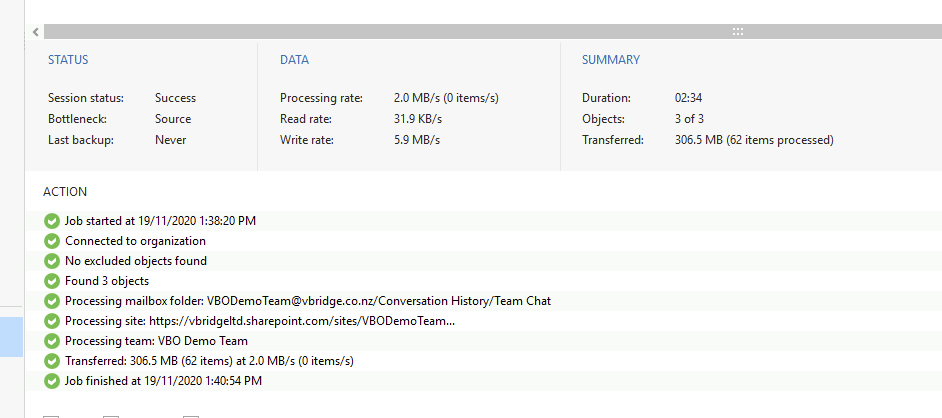 STATUS
Session status: Success
Bottleneck: Source
Last backup: Never
DATA
Processing rate: 2.0 MB/s (0 items/s)
Read rate: 31.9 KB/s
Write rate: 5.9 MB/s
SUMMARY
Duration: 02:34
Objects: 3 of 3
Transferred: 306.5 MB (62 items processed)
ACTION
Job started at 19/11/2020 1:38:20 PM
Connected to organization
No excluded objects found
Found 3 objects
Processing mailbox folder: VBODemoTeam@vbridge.co.nz/Conversation History/Team Chat
Processing site: https://vbridgeltd.sharepoint.com/sites/VBODemoTeam...
Processing team: VBO Demo Team
Transferred: 306.5 MB (62 items) at 2.0 MB/s (0 items/s)
Job finished at 19/11/2020 1:40:54 PM